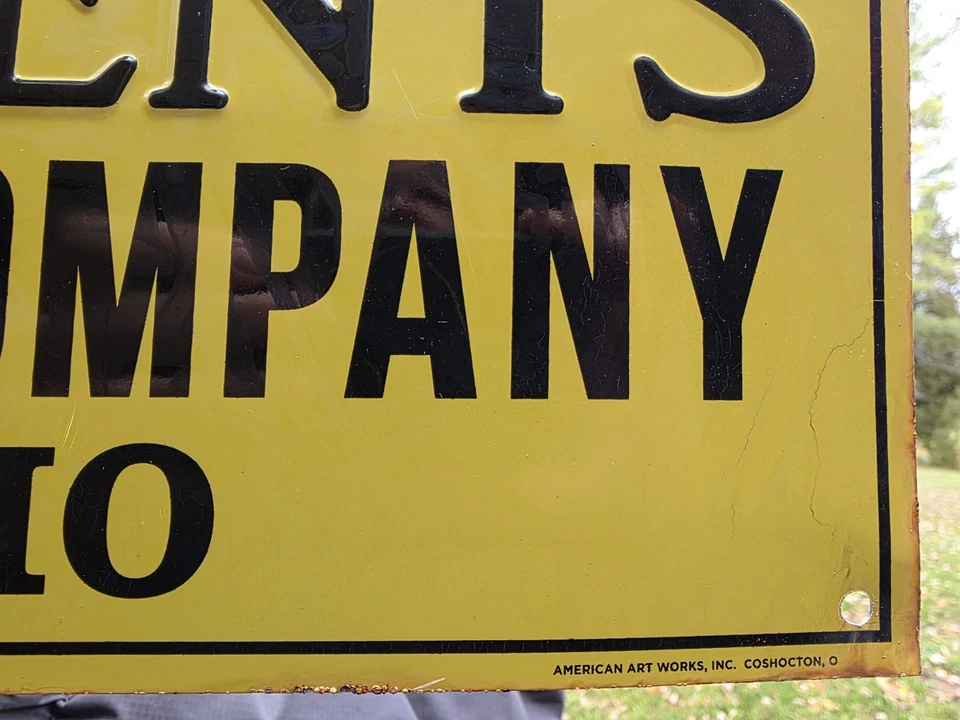 ENTS
OMPANY
IO
AMERICAN ART WORKS, INC. COSHOCTON, O